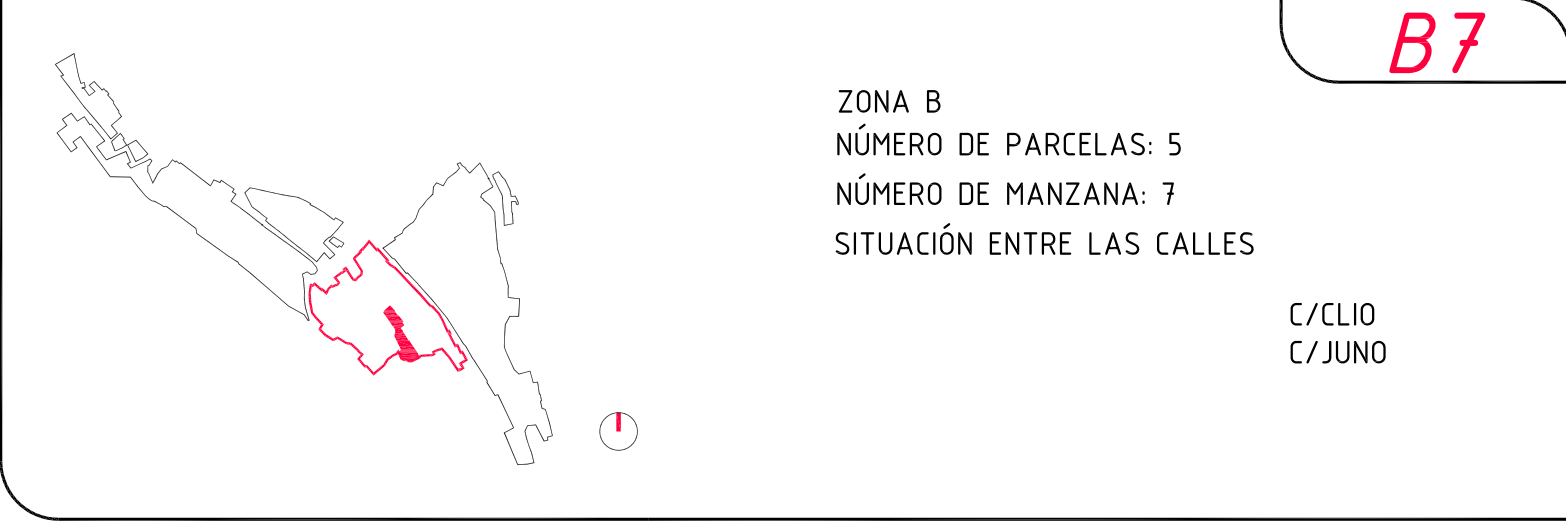 B7
ZONA B
NÚMERO DE PARCELAS: 5
NÚMERO DE MANZANA: 7
SITUACIÓN ENTRE LAS CALLES
C/CLIO
C/JUNO